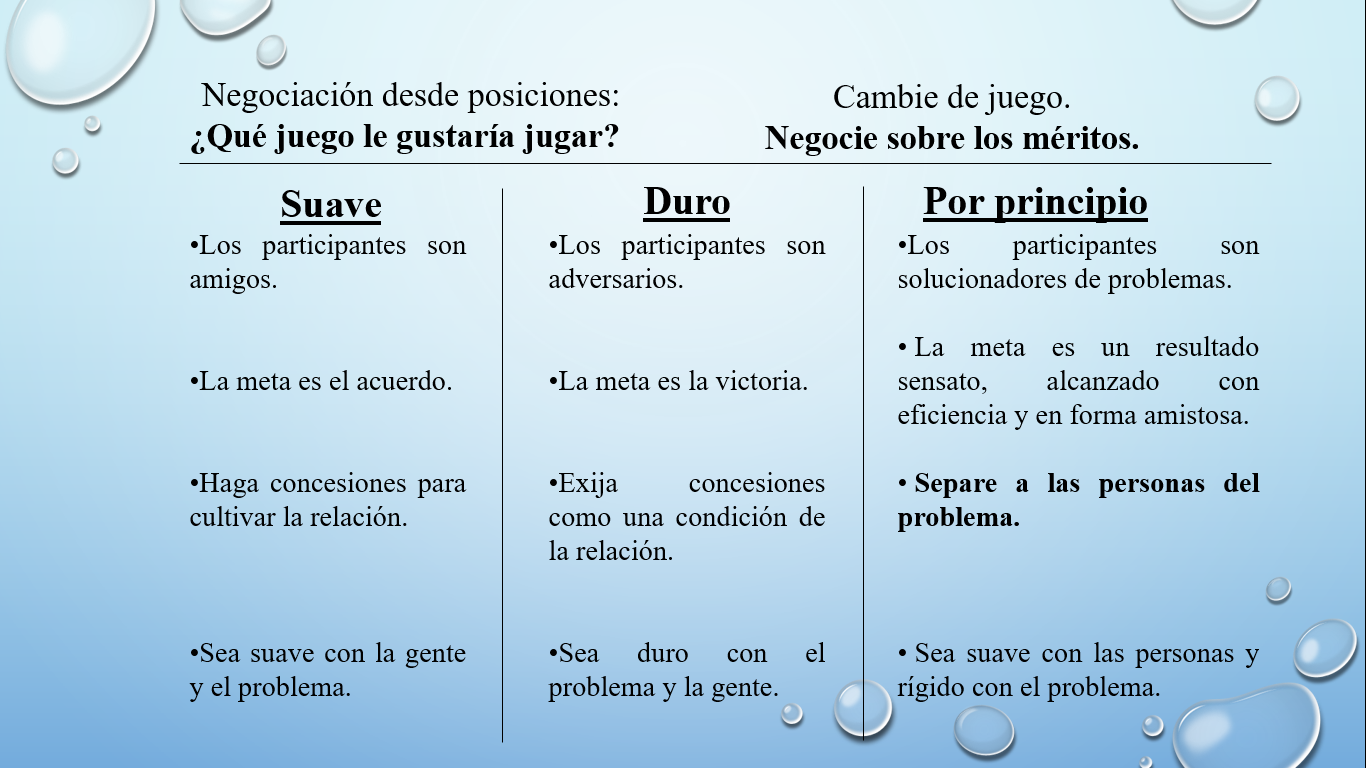 Negociación desde posiciones:
¿Qué juego le gustaría jugar?
Cambie de juego.
Negocie sobre los méritos.
Suave
•Los participantes son
amigos.
•La meta es el acuerdo.
•Haga concesiones para
cultivar la relación.
•Sea suave con la gente
y el problema.
Duro
•Los participantes son
adversarios.
•La meta es la victoria.
•Exija concesiones
como una condición de
la relación.
•Sea duro con el
problema y la gente.
Por principio
•Los participantes son
solucionadores de problemas.
• La meta es un resultado
sensato, alcanzado con
eficiencia y en forma amistosa.
• Separe a las personas del
problema.
• Sea suave con las personas y
rígido con el problema.